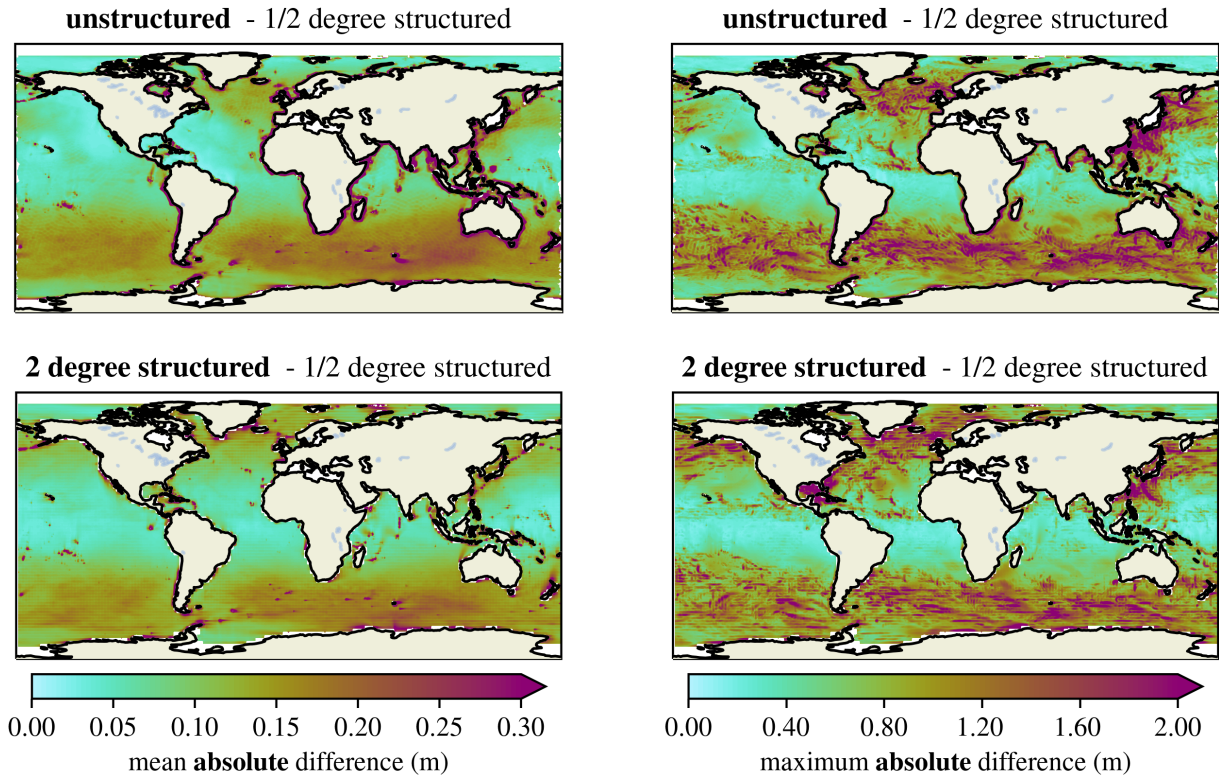 unstructured - 1/2 degree structured
unstructured - 1/2 degree structured
2 degree structured - 1/2 degree structured
2 degree structured - 1/2 degree structured
0.00 0.05 0.10 0.15 0.20 0.25 0.30
mean absolute difference (m)
0.00 0.40 0.80 1.20 1.60 2.00
maximum absolute difference (m)